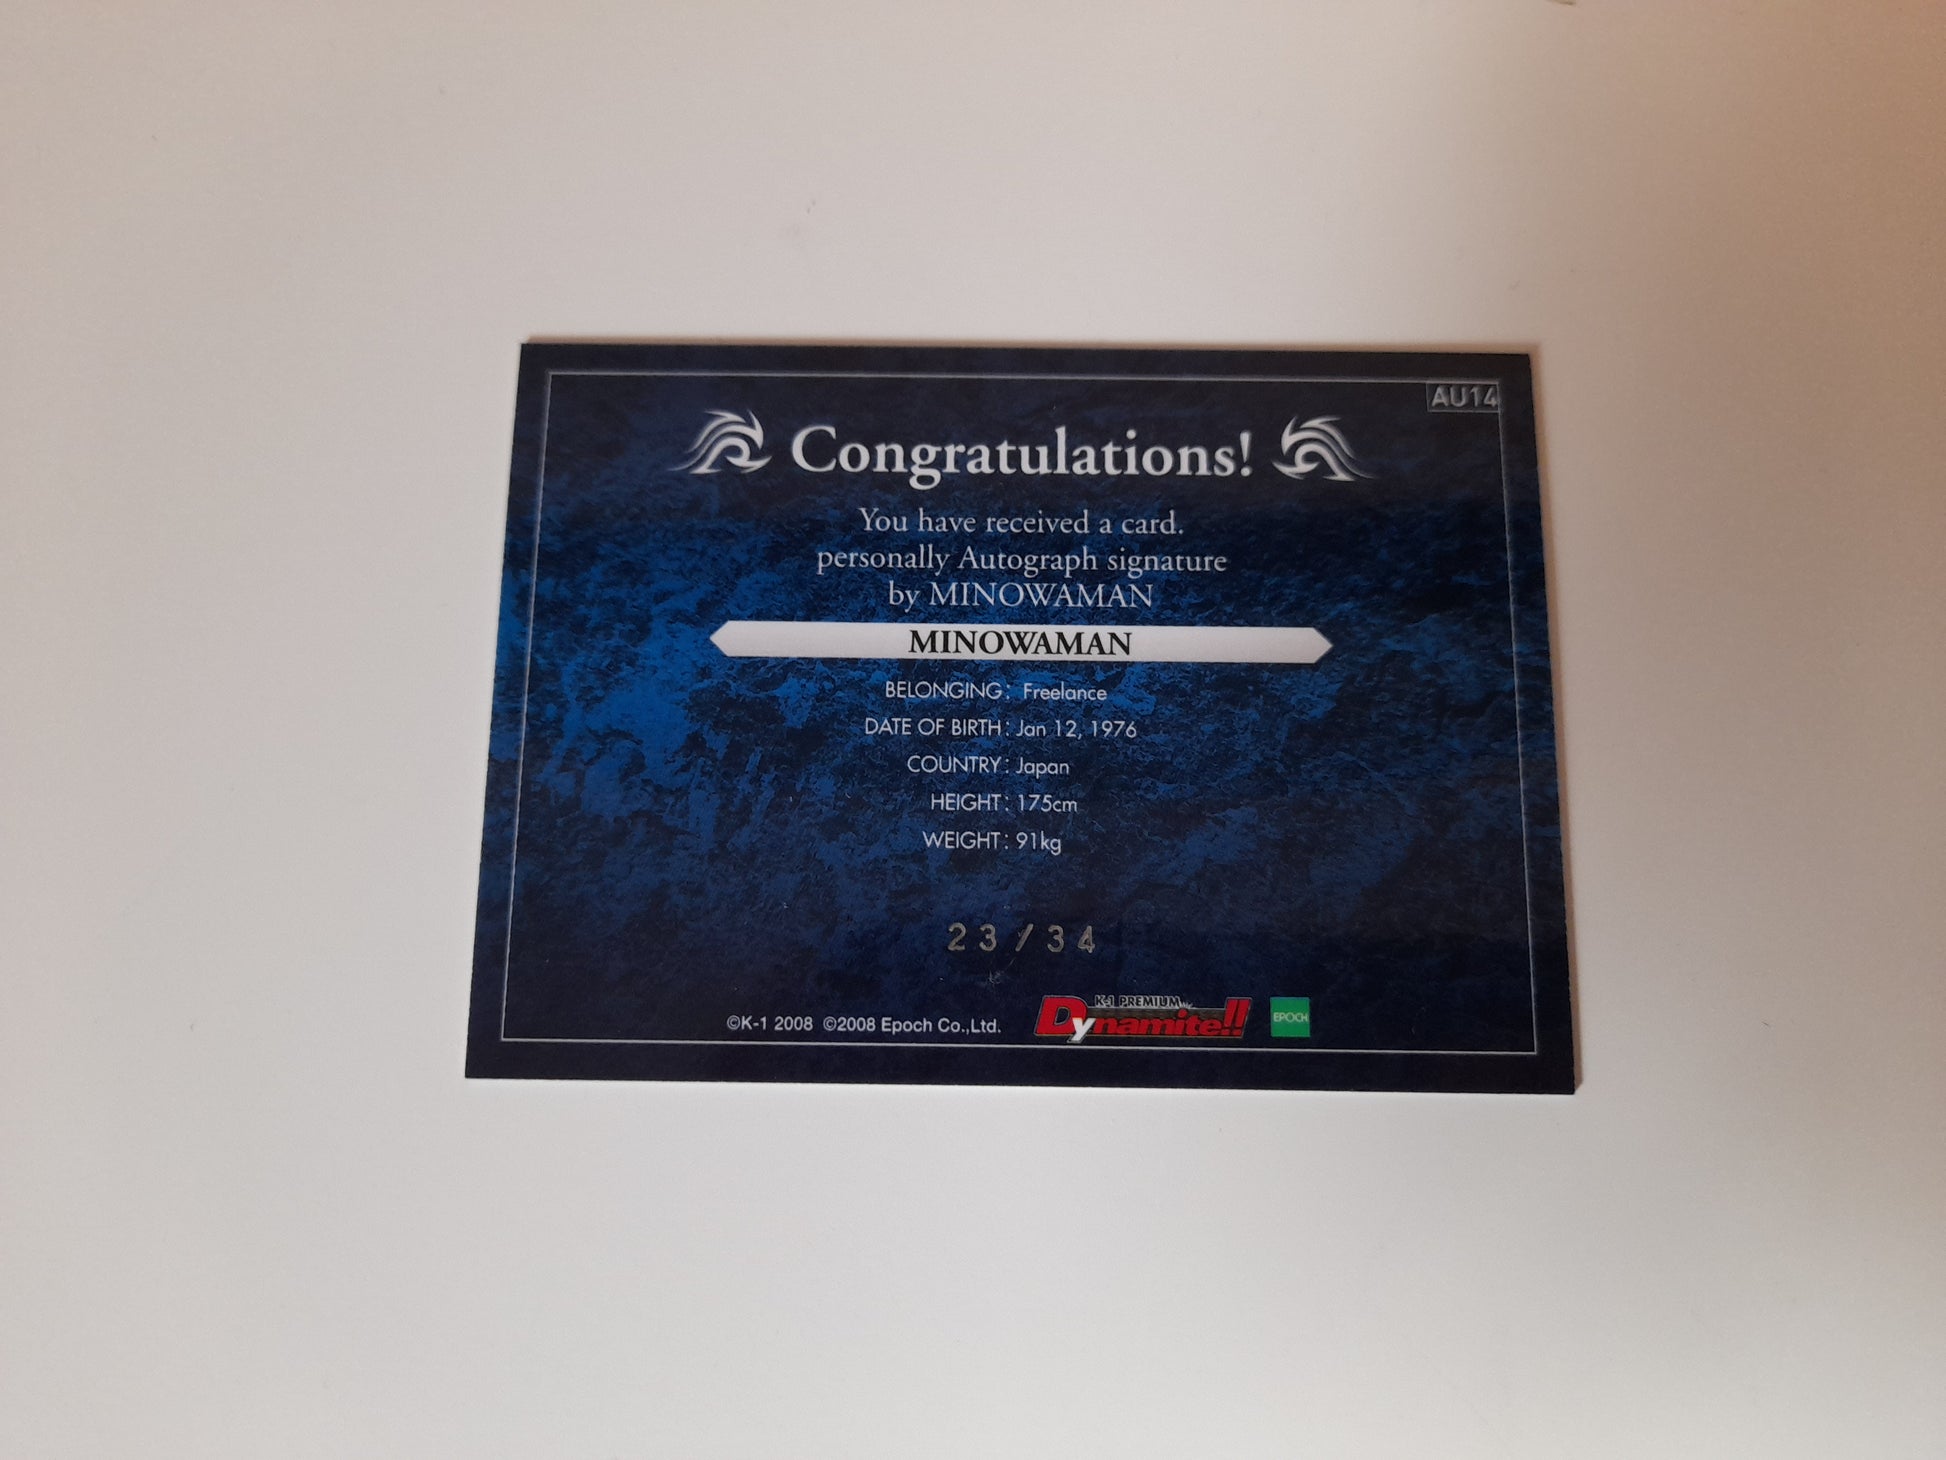 AU14
Congratulations!
You have received a card.
personally Autograph signature
by MINOWAMAN
MINOWAMAN
BELONGING: Freelance
DATE OF BIRTH: Jan 12, 1976
COUNTRY: Japan
HEIGHT: 175cm
WEIGHT: 91kg
23/34
©K-1 2008 ©2008 Epoch Co.,Ltd.
K-1 PREMIUM
Dynamite!!
EPOCH